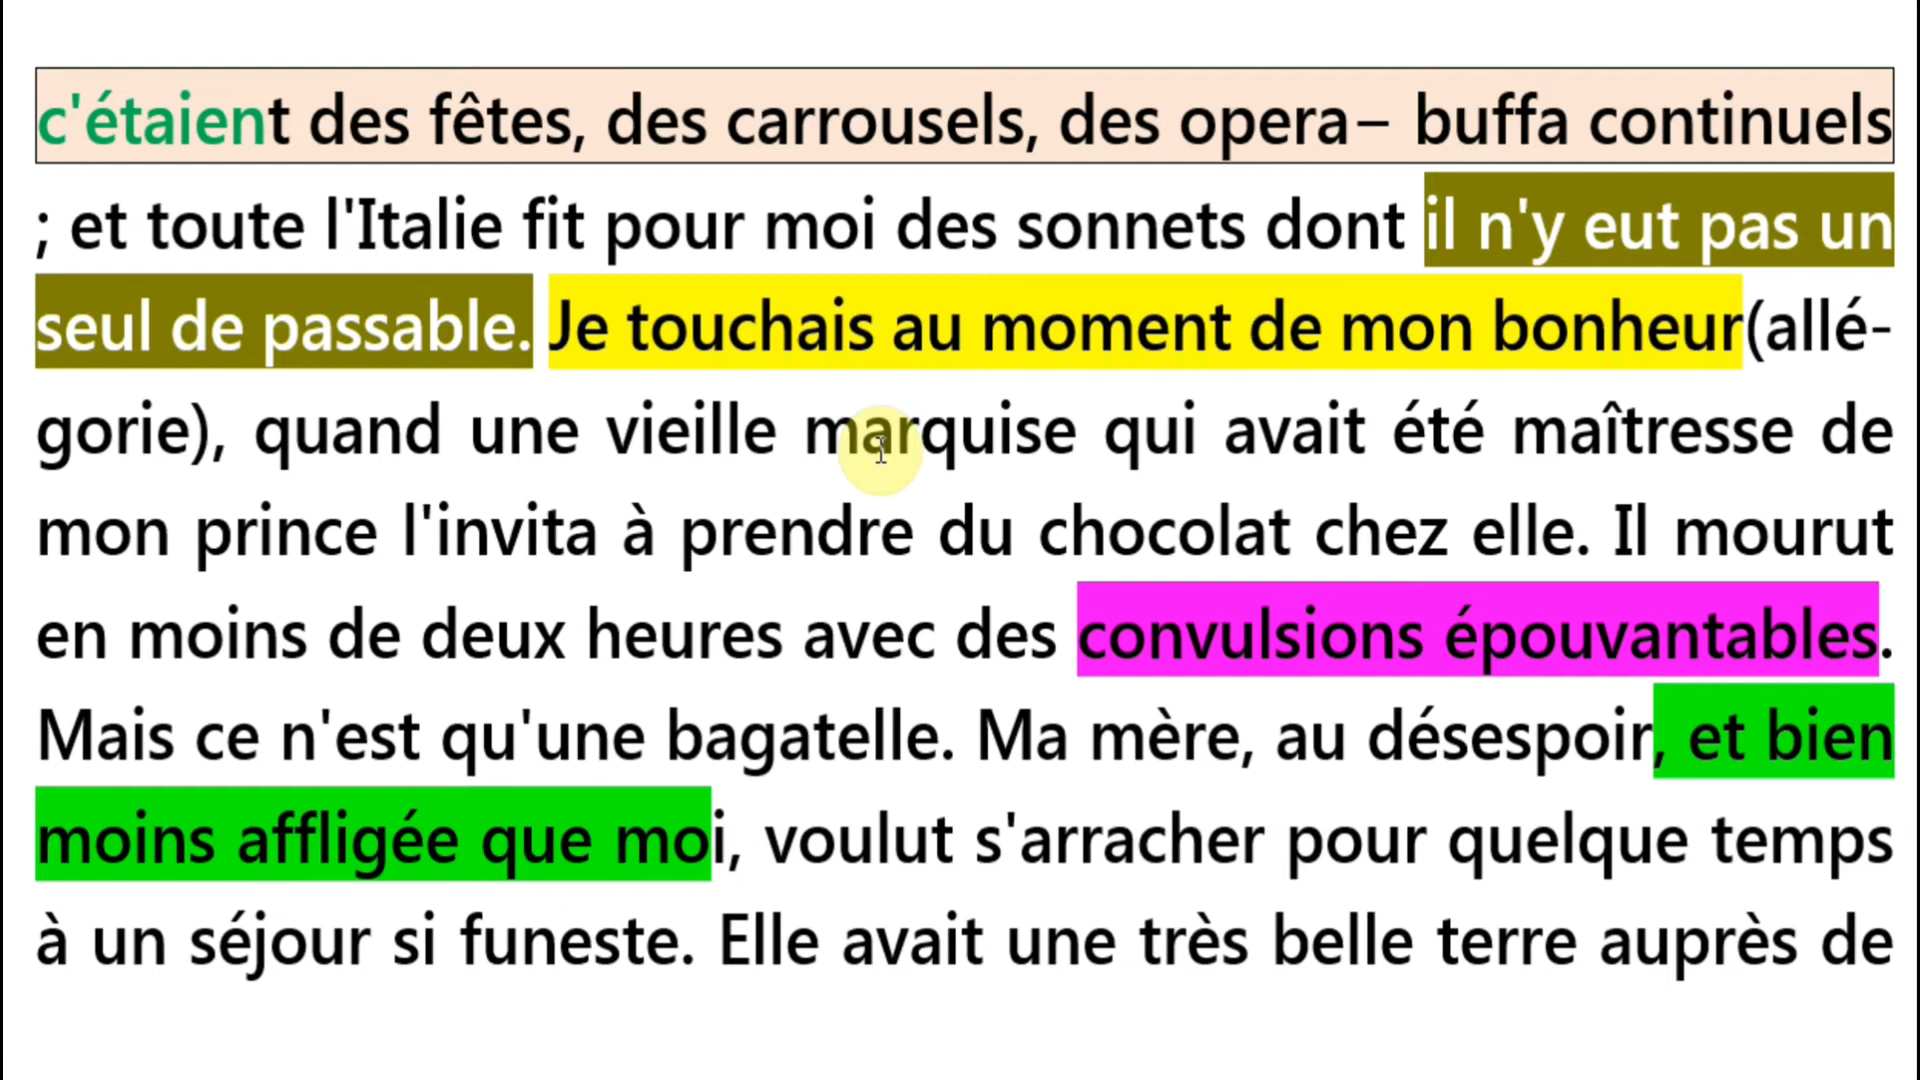 c'étaient des fêtes, des carrousels, des opera– buffa continuels
; et toute l'Italie fit pour moi des sonnets dont il n'y eut pas un
seul de passable. Je touchais au moment de mon bonheur(allé-
gorie), quand une vieille marquise qui avait été maîtresse de
mon prince l'invita à prendre du chocolat chez elle. Il mourut
en moins de deux heures avec des convulsions épouvantables.
Mais ce n'est qu'une bagatelle. Ma mère, au désespoir, et bien
moins affligée que moi, voulut s'arracher pour quelque temps
à un séjour si funeste. Elle avait une très belle terre auprès de